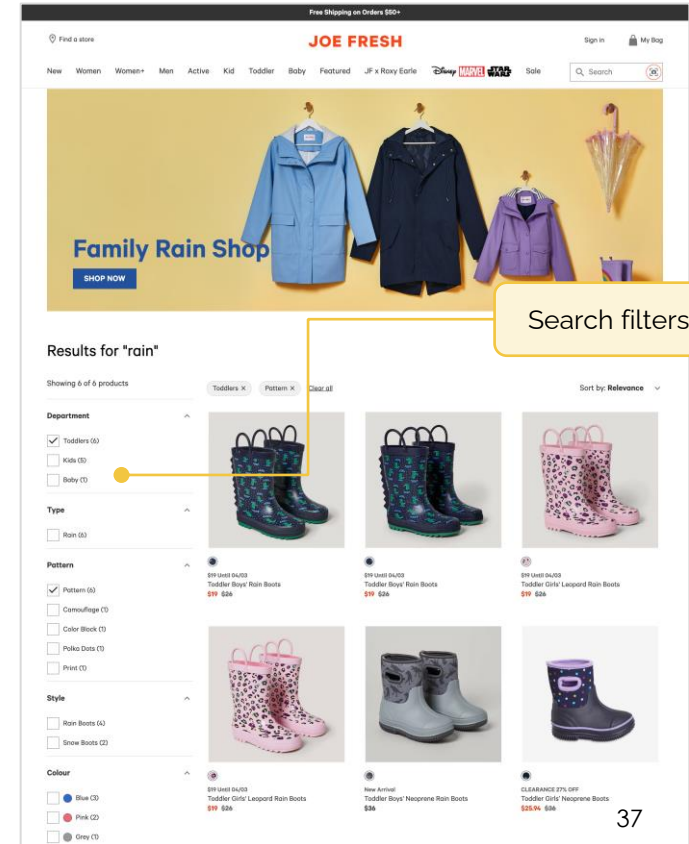 Free Shipping on Orders $50+
Find a store
JOE FRESH
Sign in
My Bag
New Women Women+ Men Active Kid Toddler Baby Featured JF x Roxy Earle Disney MARVEL STAR WARS Sale
Search
Family Rain Shop
SHOP NOW
Search filters
Results for "rain"
Showing 6 of 6 products
Toddlers X Pattern X Clear all
Sort by: Relevance
Department
Toddlers (6)
Kids (5)
Baby (1)
Type
Rain (6)
Pattern
Pattern (6)
Camouflage (1)
Color Block (1)
Polka Dots (1)
Print (1)
Style
Rain Boots (4)
Snow Boots (2)
Colour
Blue (3)
Pink (2)
Grey (1)
$19 Until 04/03
Toddler Boys' Rain Boots
$19 $26
$19 Until 04/03
Toddler Boys' Rain Boots
$19 $26
$19 Until 04/03
Toddler Girls' Leopard Rain Boots
$19 $26
$19 Until 04/03
Toddler Girls' Leopard Rain Boots
$19 $26
New Arrival
Toddler Boys' Neoprene Rain Boots
$36
CLEARANCE 27% OFF
Toddler Girls' Neoprene Boots
$25.94 $36
37